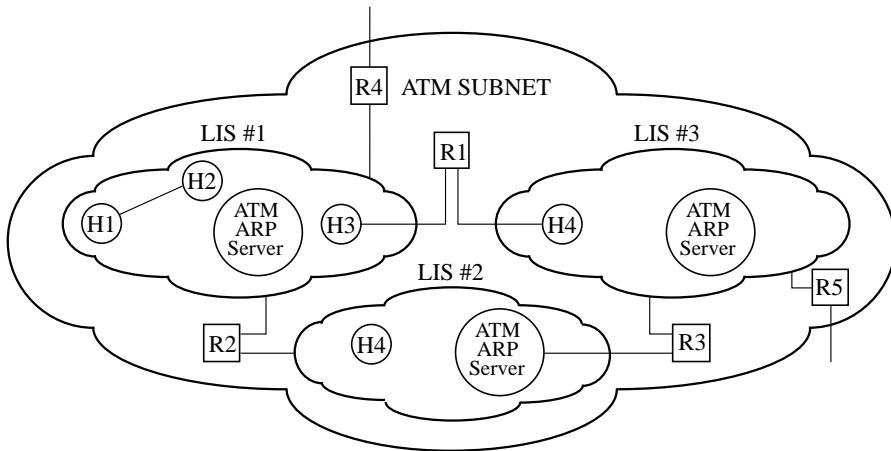 R4
ATM SUBNET
LIS #1
R1
LIS #3
H2
H1
ATM
ARP
Server
H3
H4
ATM
ARP
Server
LIS #2
R5
R2
H4
ATM
ARP
Server
R3